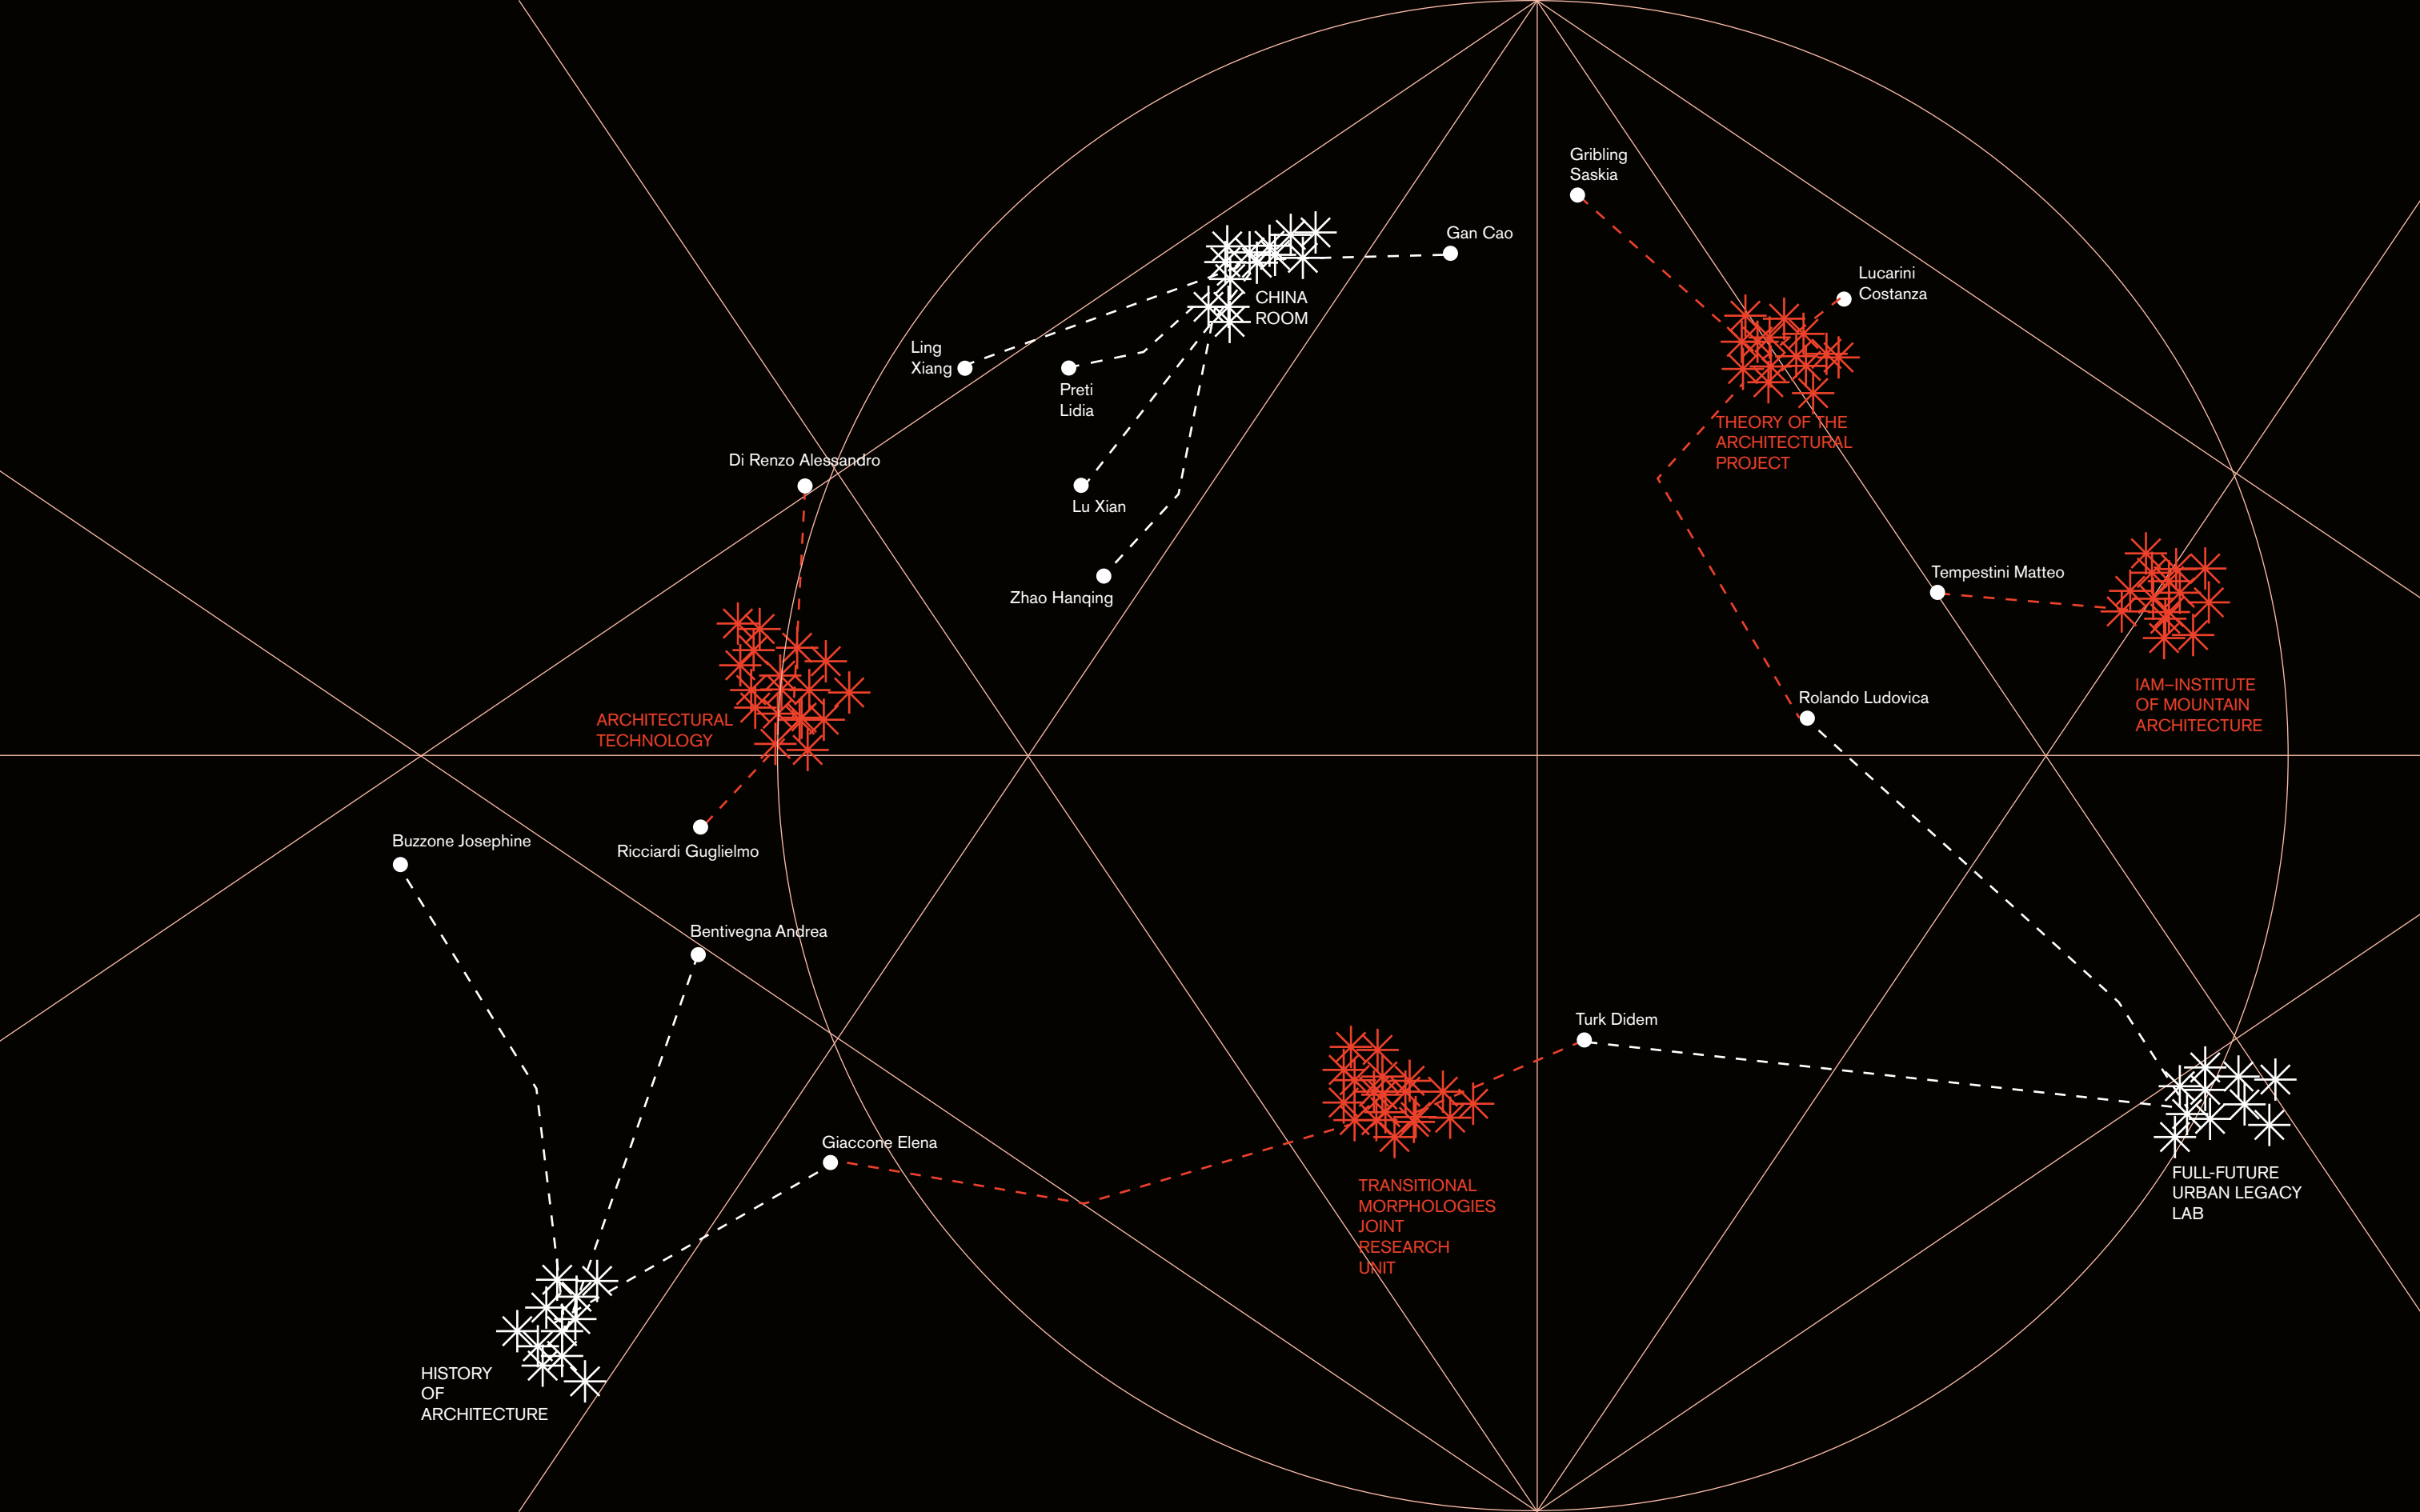 Gribling
Saskia
Gan Cao
Lucarini
Costanza
CHINA
ROOM
Ling
Xiang
Preti
Lidia
THEORY OF THE
ARCHITECTURAL
PROJECT
Di Renzo Alessandro
Lu Xian
Zhao Hanqing
Tempestini Matteo
IAM–INSTITUTE
OF MOUNTAIN
ARCHITECTURE
Rolando Ludovica
ARCHITECTURAL
TECHNOLOGY
Buzzone Josephine
Ricciardi Guglielmo
Bentivegna Andrea
Turk Didem
Giaccone Elena
TRANSITIONAL
MORPHOLOGIES
JOINT
RESEARCH
UNIT
FULL-FUTURE
URBAN LEGACY
LAB
HISTORY
OF
ARCHITECTURE